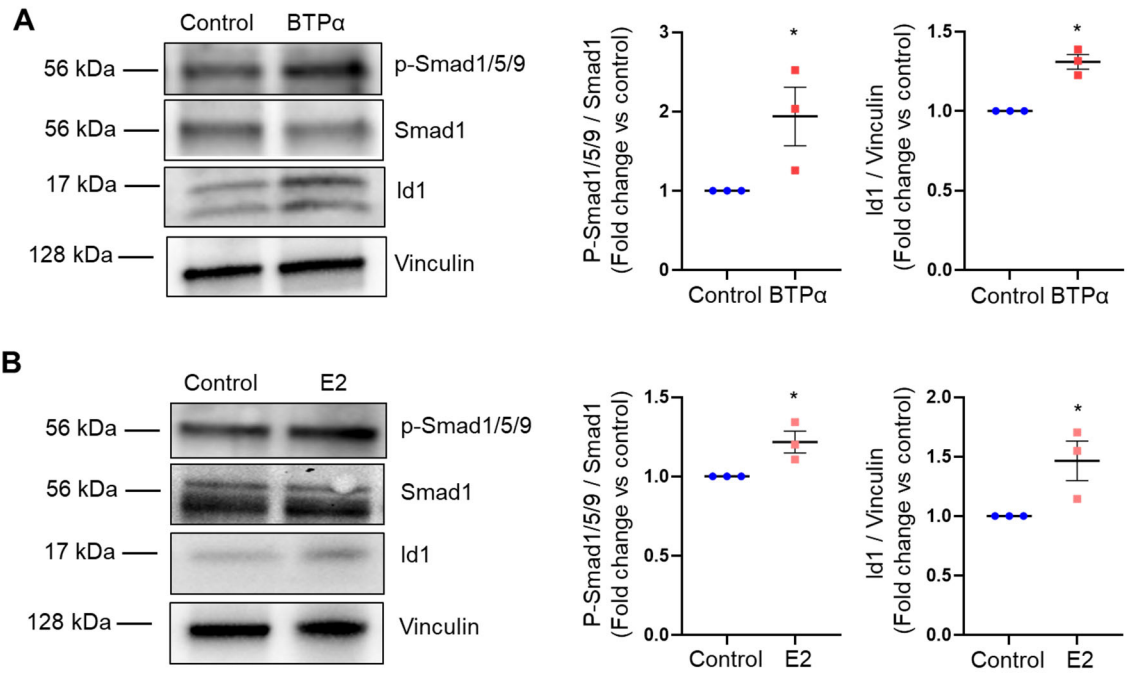 A
Control BTPα
56 kDa
p-Smad1/5/9
56 kDa
Smad1
17 kDa
Id1
128 kDa
Vinculin
P-Smad1/5/9 / Smad1
(Fold change vs control)
3
2
1
0
*
Control BTPα
Id1 / Vinculin
(Fold change vs control)
1.5
1.0
0.5
0.0
*
Control BTPα
B
Control E2
56 kDa
p-Smad1/5/9
56 kDa
Smad1
17 kDa
Id1
128 kDa
Vinculin
P-Smad1/5/9 / Smad1
(Fold change vs control)
1.5
1.0
0.5
0.0
*
Control E2
Id1 / Vinculin
(Fold change vs control)
2.0
1.5
1.0
0.5
0.0
*
Control E2